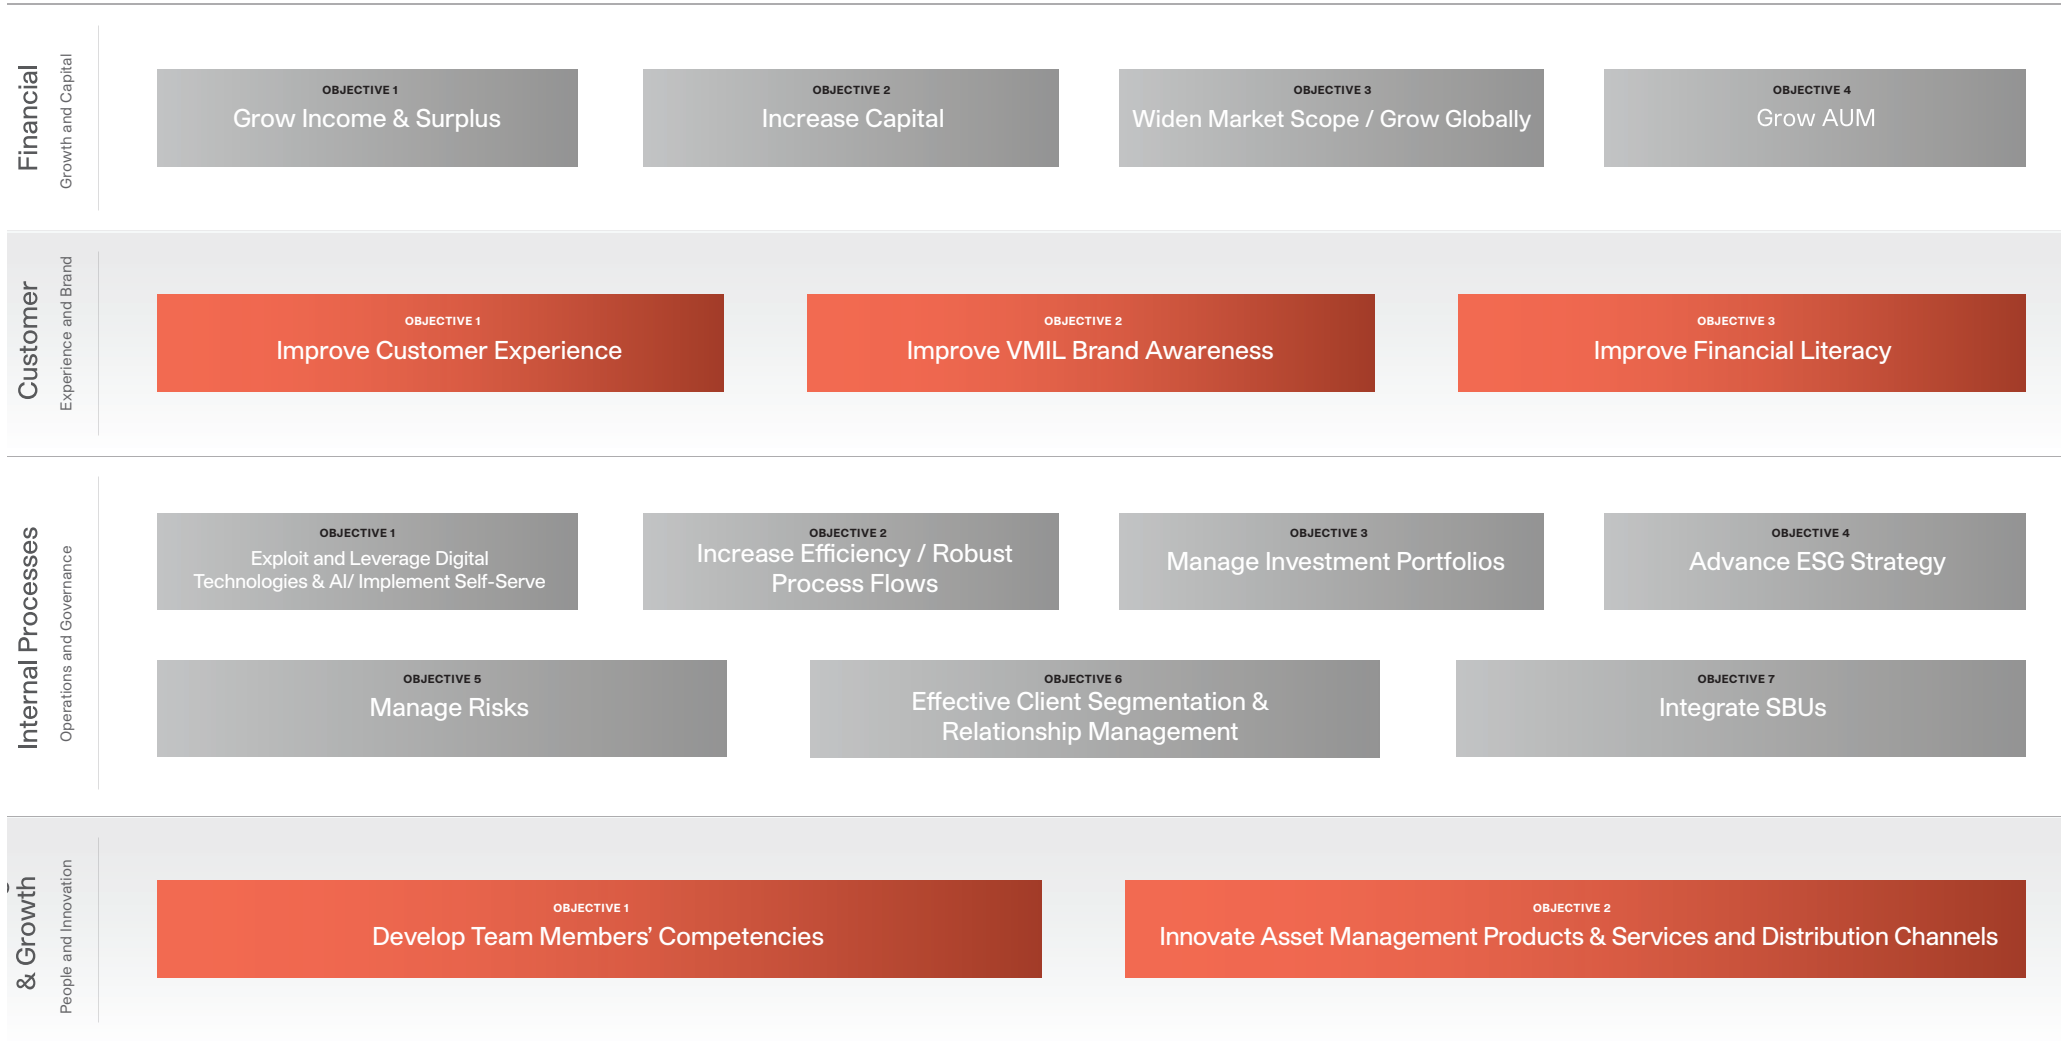 Financial
Growth and Capital
OBJECTIVE 1
Grow Income & Surplus
OBJECTIVE 2
Increase Capital
OBJECTIVE 3
Widen Market Scope / Grow Globally
OBJECTIVE 4
Grow AUM
Customer
Experience and Brand
OBJECTIVE 1
Improve Customer Experience
OBJECTIVE 2
Improve VMIL Brand Awareness
OBJECTIVE 3
Improve Financial Literacy
Internal Processes
Operations and Governance
OBJECTIVE 1
Exploit and Leverage Digital
Technologies & AI/ Implement Self-Serve
OBJECTIVE 2
Increase Efficiency / Robust
Process Flows
OBJECTIVE 3
Manage Investment Portfolios
OBJECTIVE 4
Advance ESG Strategy
OBJECTIVE 5
Manage Risks
OBJECTIVE 6
Effective Client Segmentation &
Relationship Management
OBJECTIVE 7
Integrate SBUs
& Growth
People and Innovation
OBJECTIVE 1
Develop Team Members’ Competencies
OBJECTIVE 2
Innovate Asset Management Products & Services and Distribution Channels